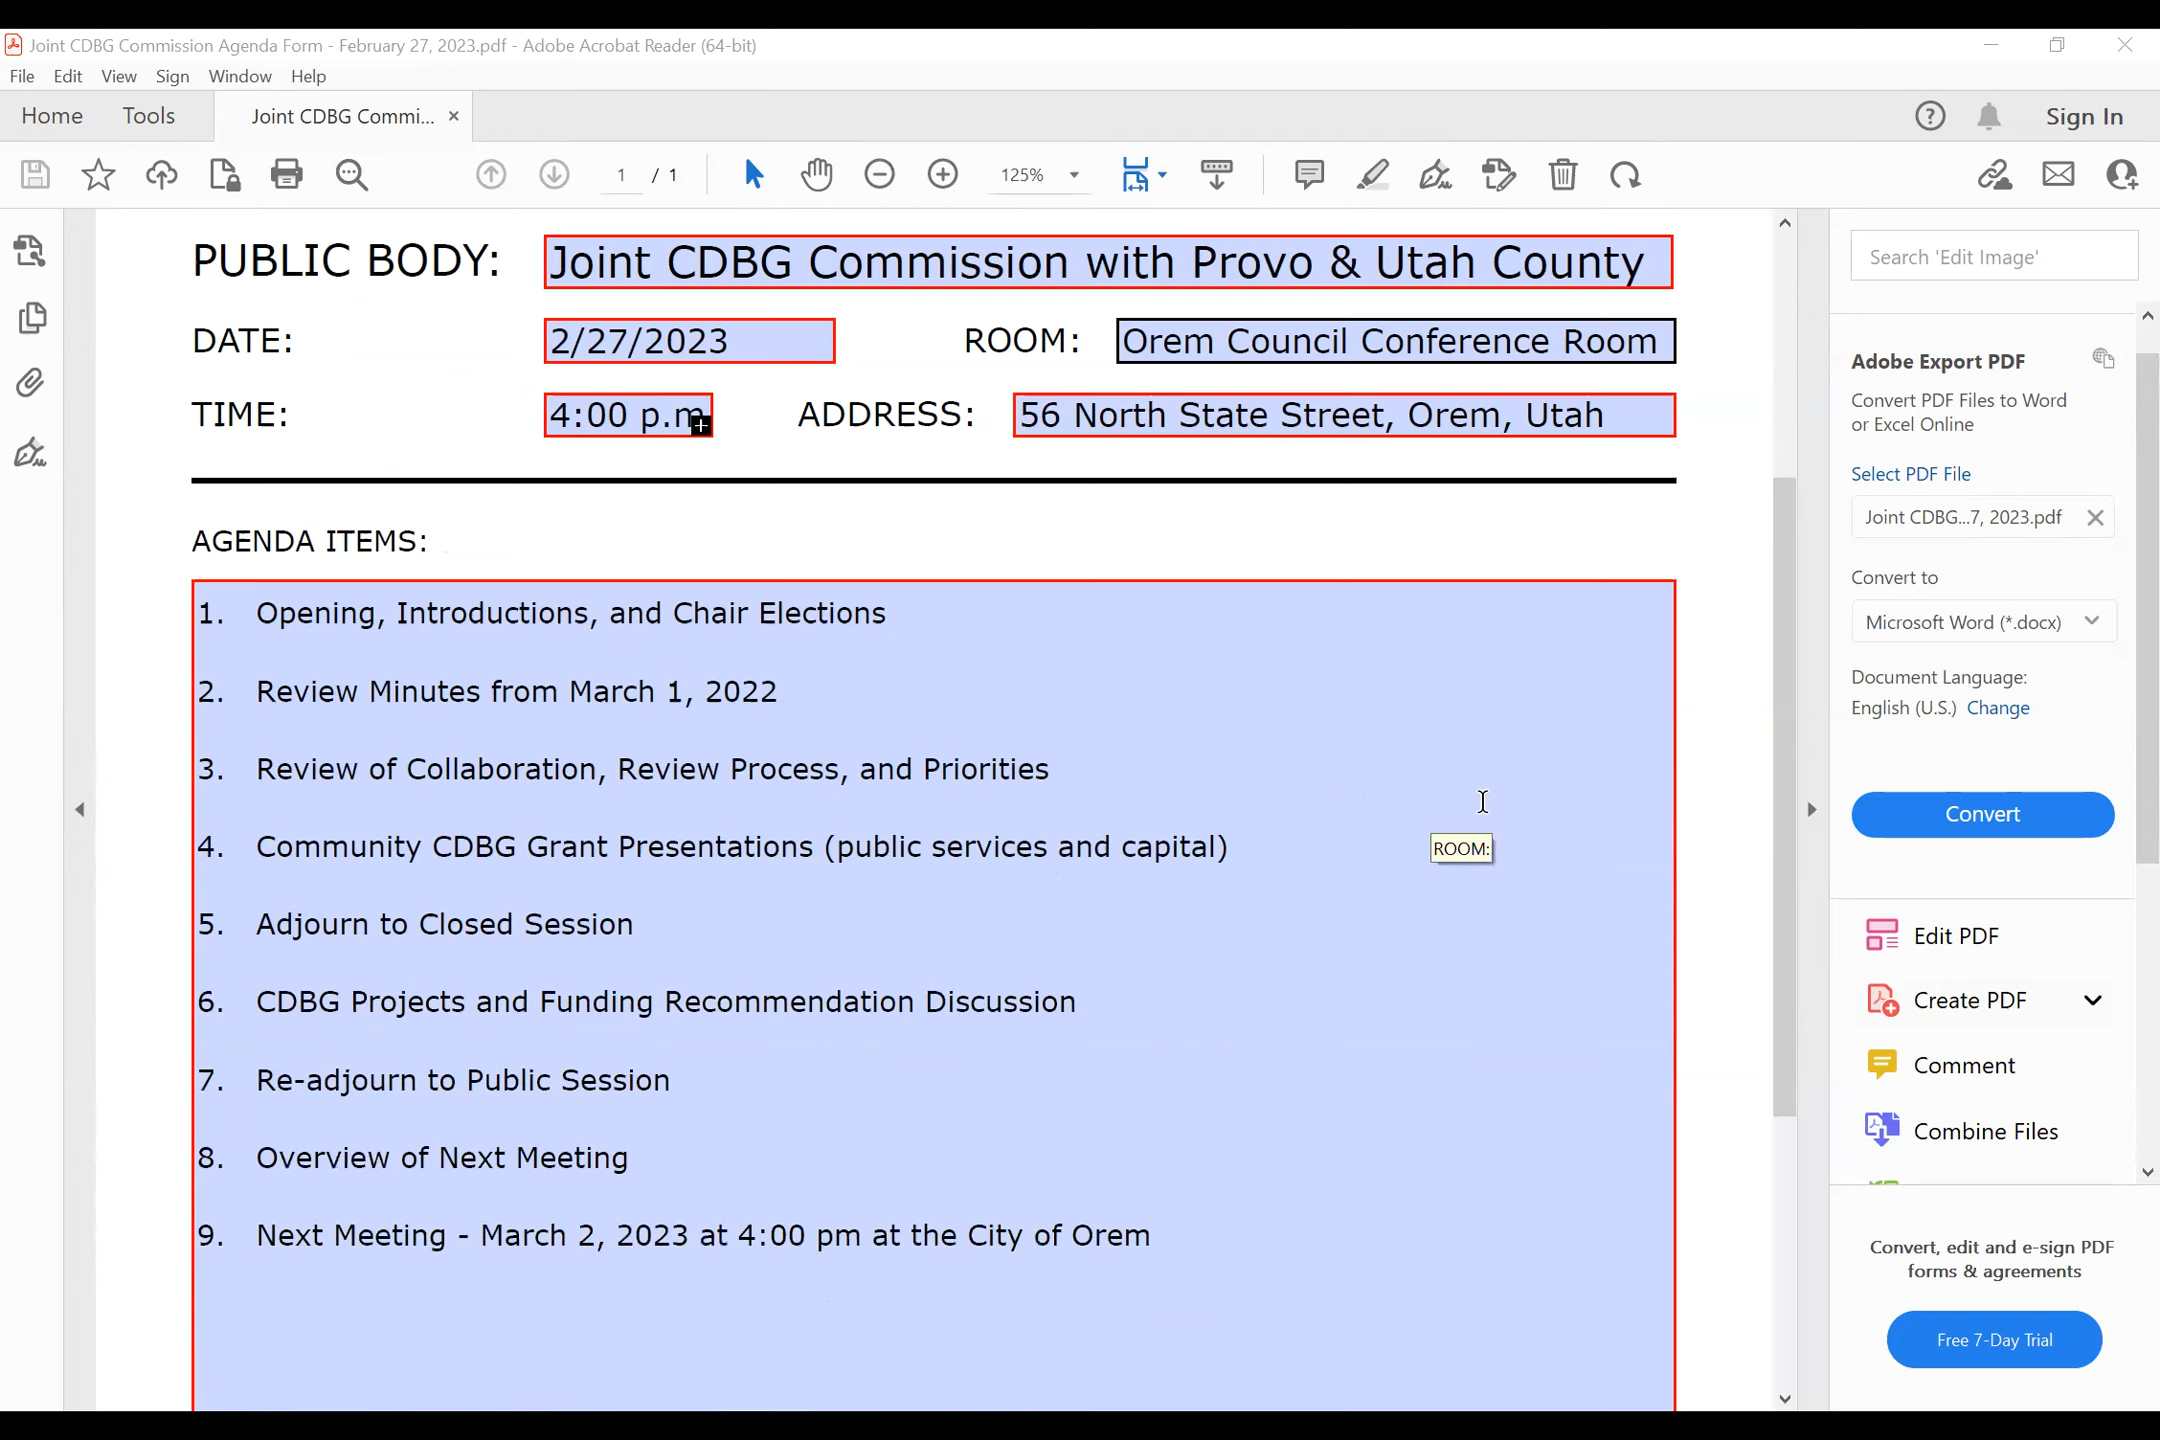 Joint CDBG Commission Agenda Form - February 27, 2023.pdf - Adobe Acrobat Reader (64-bit)
File Edit View Sign Window Help
Home Tools Joint CDBG Commi... × Sign In
1 / 1 125%
PUBLIC BODY: Joint CDBG Commission with Provo & Utah County
DATE: 2/27/2023 ROOM: Orem Council Conference Room
TIME: 4:00 p.m ADDRESS: 56 North State Street, Orem, Utah
AGENDA ITEMS:
1. Opening, Introductions, and Chair Elections
2. Review Minutes from March 1, 2022
3. Review of Collaboration, Review Process, and Priorities
4. Community CDBG Grant Presentations (public services and capital)
ROOM:
5. Adjourn to Closed Session
6. CDBG Projects and Funding Recommendation Discussion
7. Re-adjourn to Public Session
8. Overview of Next Meeting
9. Next Meeting - March 2, 2023 at 4:00 pm at the City of Orem
Search 'Edit Image'
Adobe Export PDF
Convert PDF Files to Word
or Excel Online
Select PDF File
Joint CDBG...7, 2023.pdf
Convert to
Microsoft Word (*.docx)
Document Language:
English (U.S.) Change
Convert
Edit PDF
Create PDF
Comment
Combine Files
Convert, edit and e-sign PDF
forms & agreements
Free 7-Day Trial